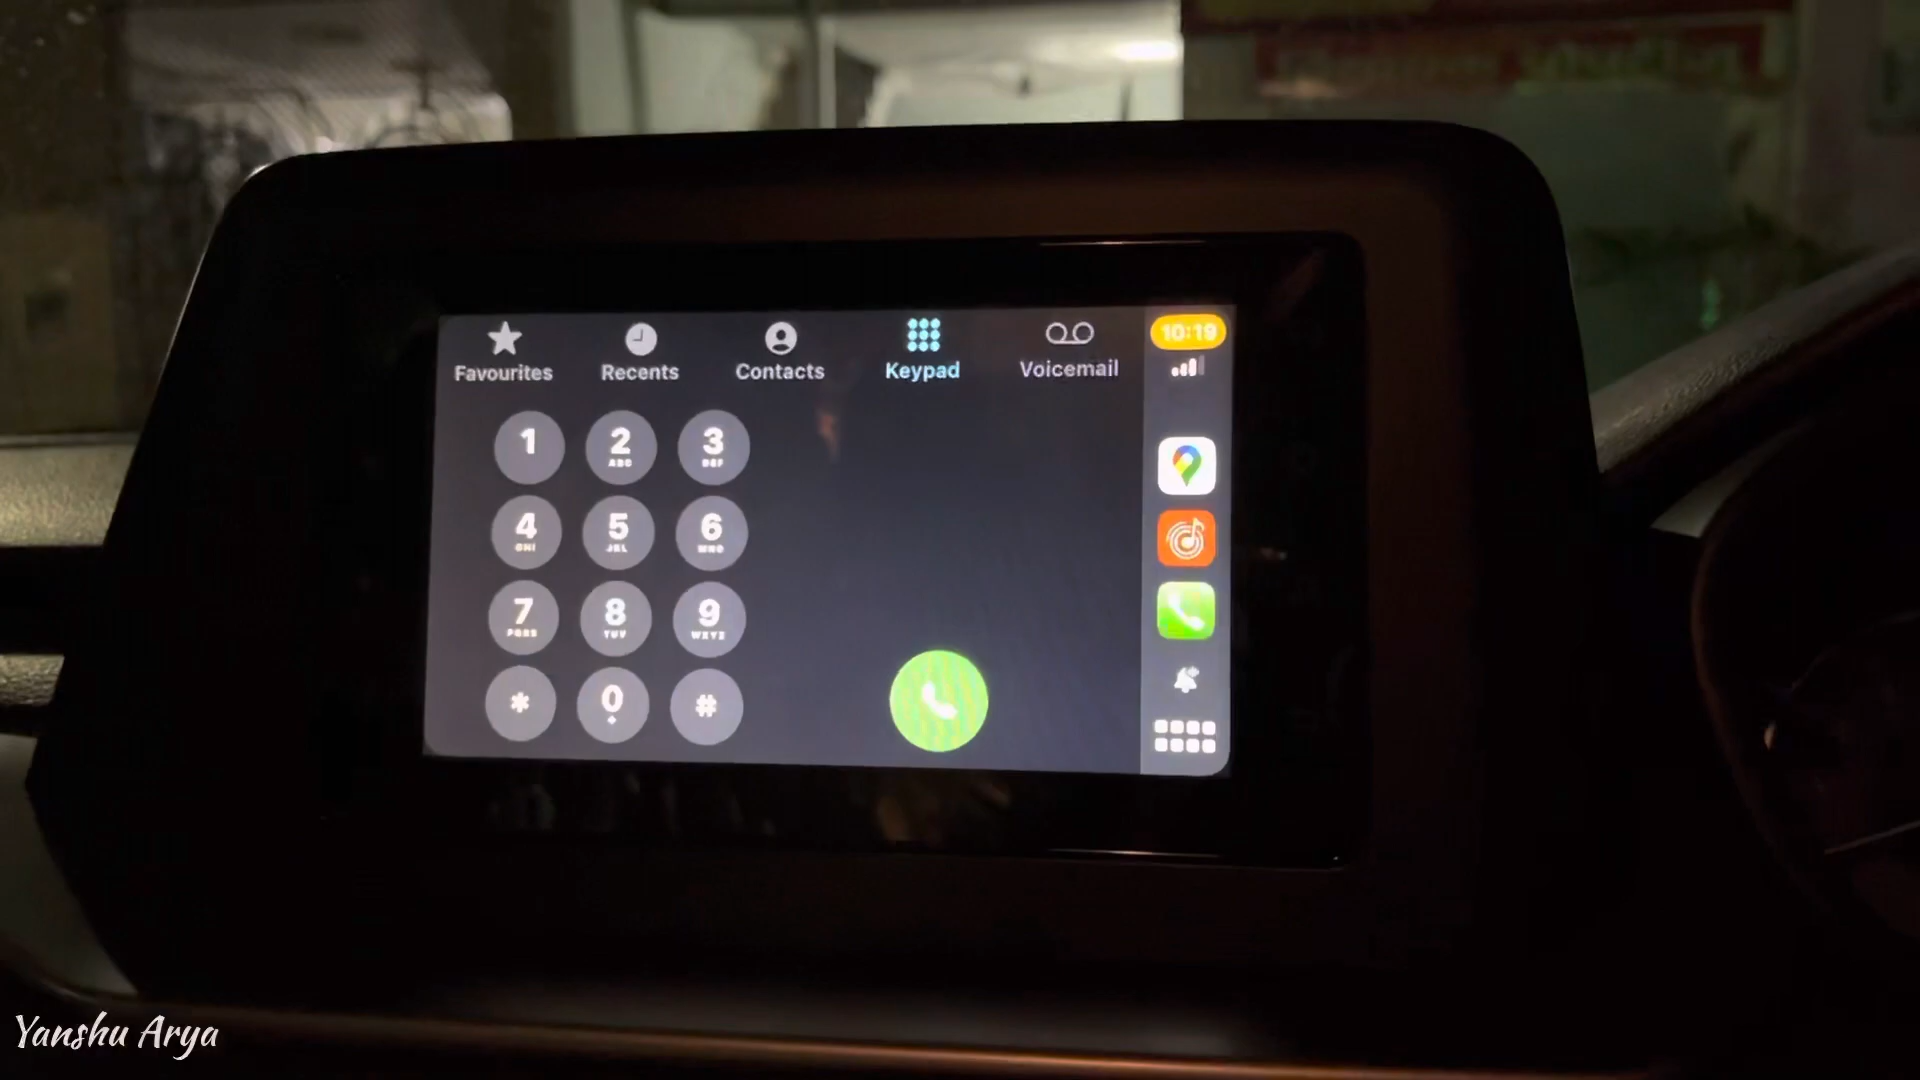 Favourites Recents Contacts Keypad Voicemail 10:19
1 2 3
ABC DEF
4 5 6
GHI JKL MNO
7 8 9
PQRS TUV WXYZ
* 0 #
+
Yanshu Arya